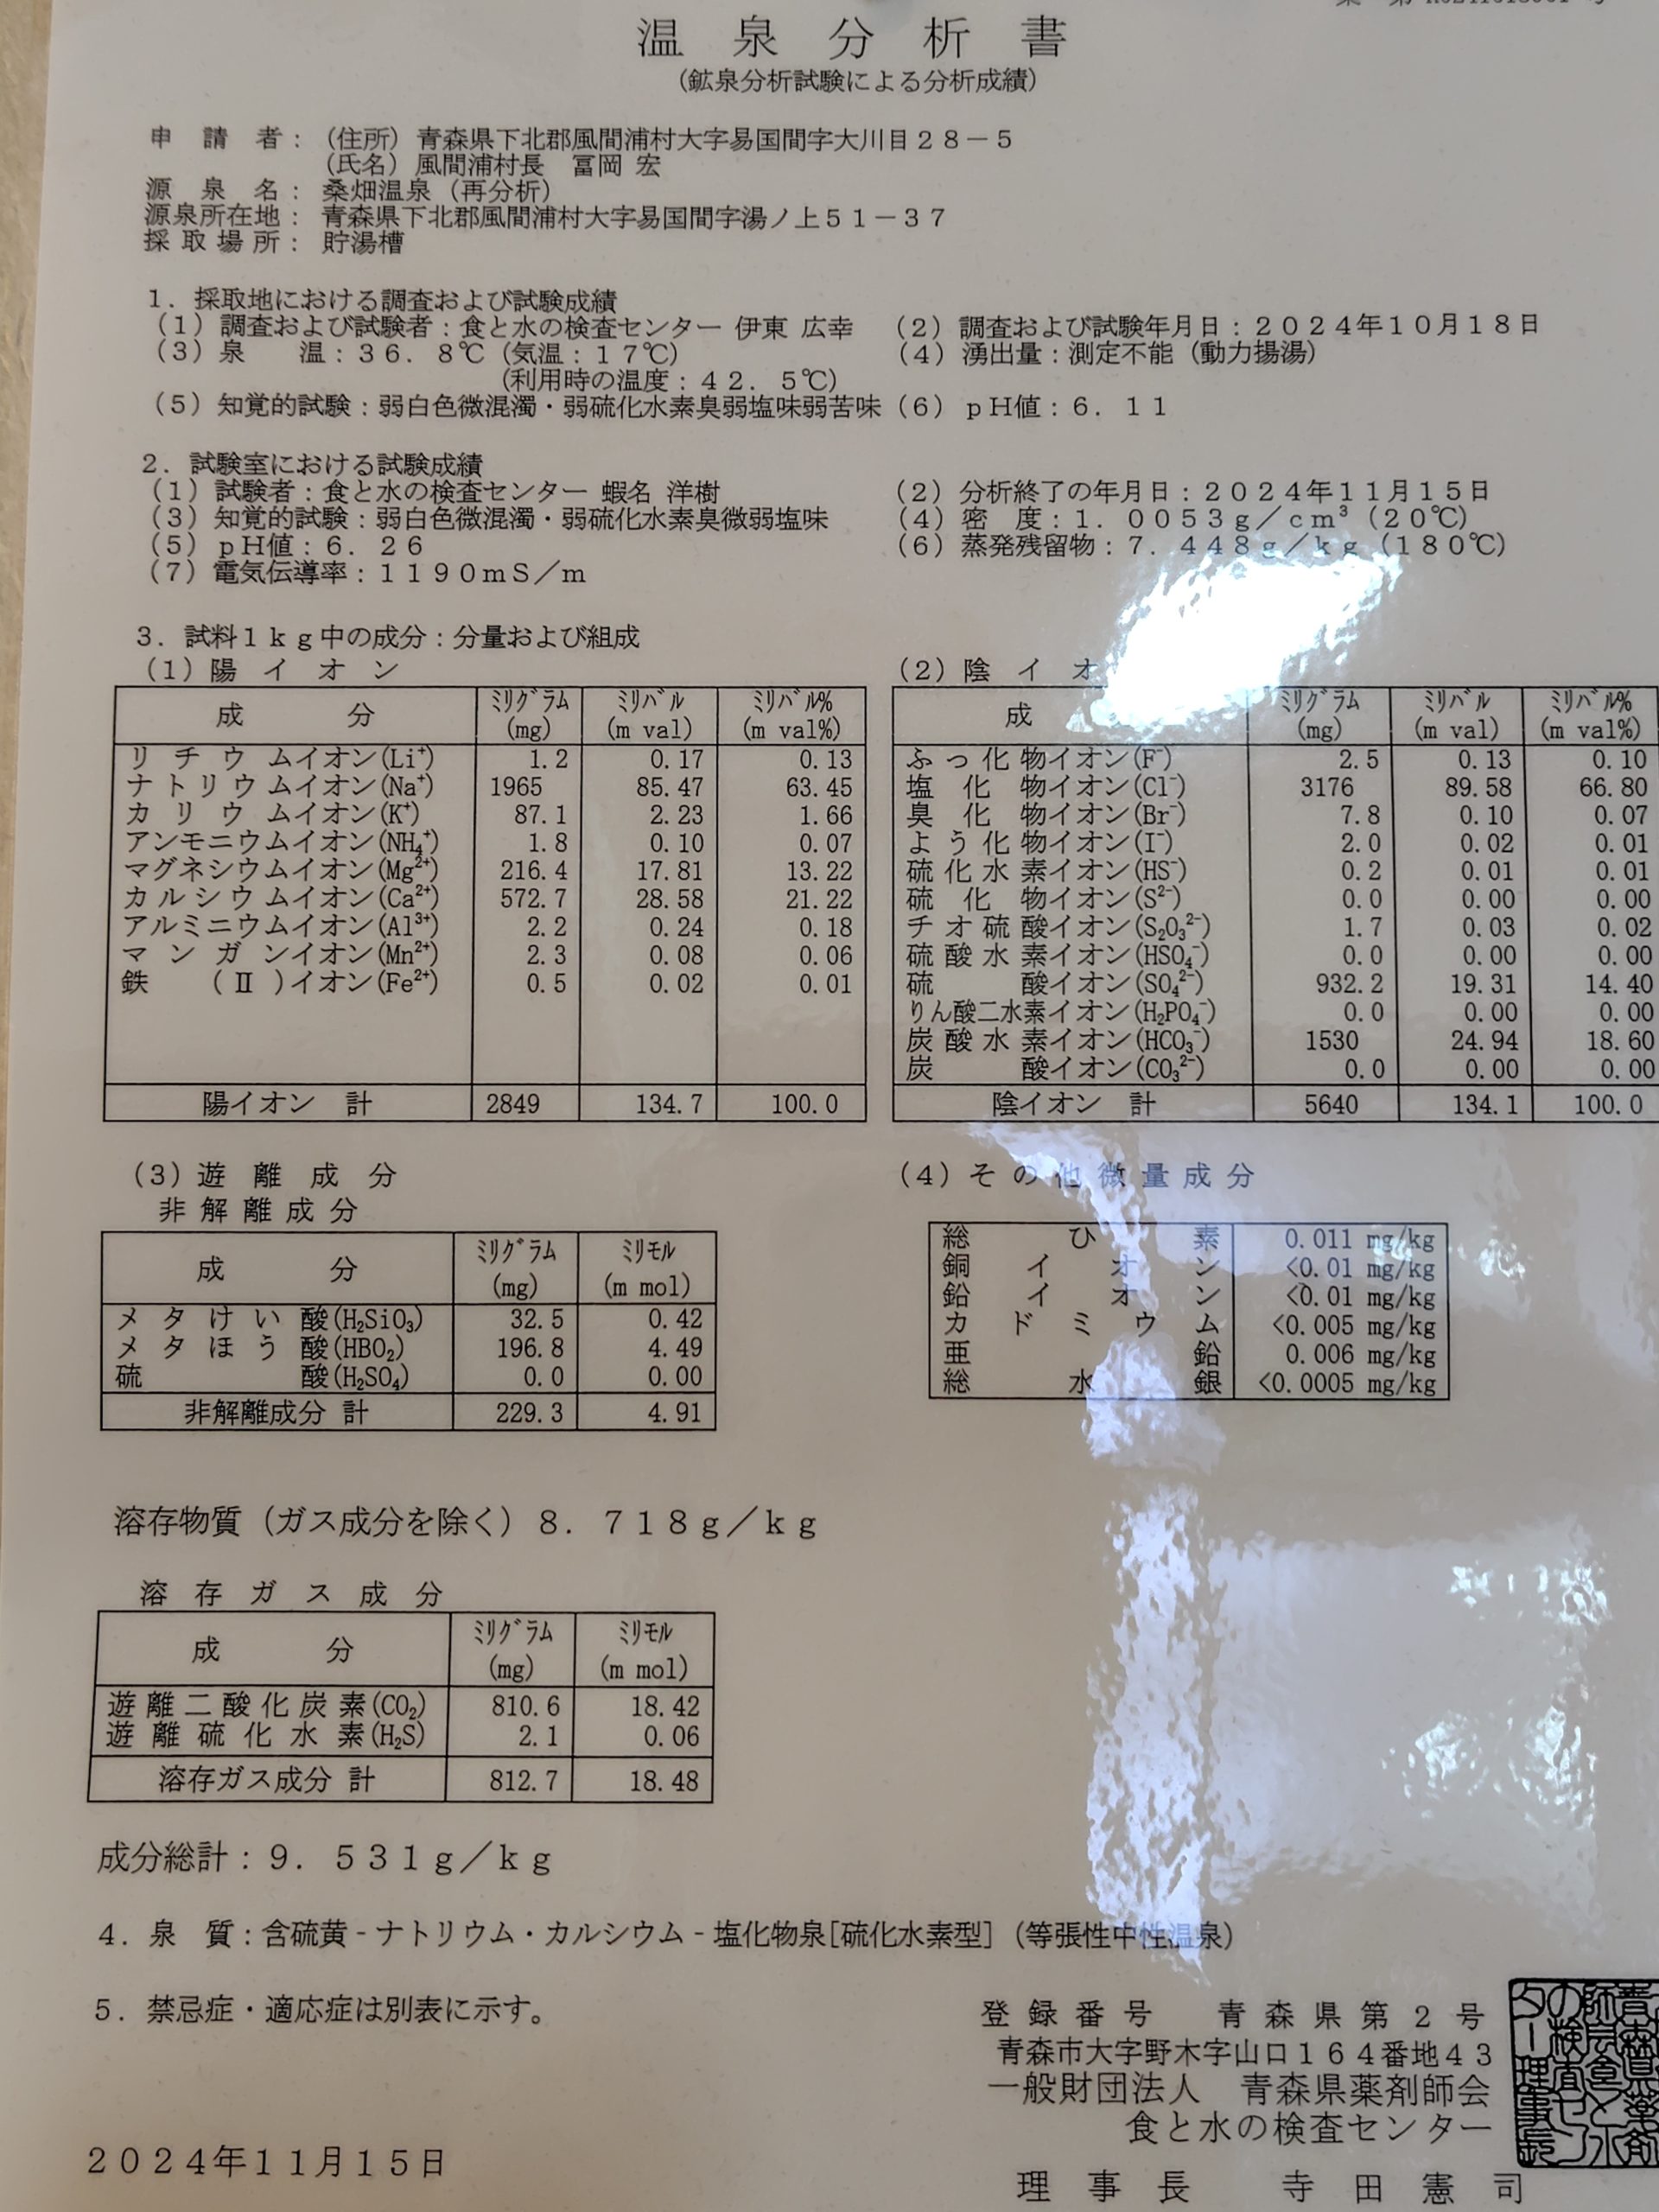 温泉分析書
(鉱泉分析試験による分析成績)
申請者：（住所）青森県下北郡風間浦村大字易国間字大川目２８－５
（氏名）風間浦村長　冨岡 宏
源泉名：桑畑温泉（再分析）
源泉所在地：青森県下北郡風間浦村大字易国間字湯ノ上５１－３７
採取場所：貯湯槽
１．採取地における調査および試験成績
（１）調査および試験者：食と水の検査センター 伊東 広幸　（２）調査および試験年月日：２０２４年１０月１８日
（３）泉　温：３６．８℃（気温：１７℃）　（４）湧出量：測定不能（動力揚湯）
（利用時の温度：４２．５℃）
（５）知覚的試験：弱白色微混濁・弱硫化水素臭弱塩味弱苦味（６）ｐＨ値：６．１１
２．試験室における試験成績
（１）試験者：食と水の検査センター 蝦名 洋樹　（２）分析終了の年月日：２０２４年１１月１５日
（３）知覚的試験：弱白色微混濁・弱硫化水素臭微弱塩味　（４）密　度：１．００５３ｇ／ｃｍ³（２０℃）
（５）ｐＨ値：６．２６　（６）蒸発残留物：７．４４８ｇ／ｋｇ（１８０℃）
（７）電気伝導率：１１９０ｍＳ／ｍ
３．試料１ｋｇ中の成分：分量および組成
（１）陽イオン
成分　ﾐﾘｸﾞﾗﾑ(mg)　ﾐﾘﾊﾞﾙ(m val)　ﾐﾘﾊﾞﾙ%(m val%)
リチウムイオン(Li⁺) 1.2 0.17 0.13
ナトリウムイオン(Na⁺) 1965 85.47 63.45
カリウムイオン(K⁺) 87.1 2.23 1.66
アンモニウムイオン(NH₄⁺) 1.8 0.10 0.07
マグネシウムイオン(Mg²⁺) 216.4 17.81 13.22
カルシウムイオン(Ca²⁺) 572.7 28.58 21.22
アルミニウムイオン(Al³⁺) 2.2 0.24 0.18
マンガンイオン(Mn²⁺) 2.3 0.08 0.06
鉄(Ⅱ)イオン(Fe²⁺) 0.5 0.02 0.01
陽イオン 計 2849 134.7 100.0
（２）陰イオ
成　ﾐﾘｸﾞﾗﾑ(mg)　ﾐﾘﾊﾞﾙ(m val)　ﾐﾘﾊﾞﾙ%(m val%)
ふっ化物イオン(F⁻) 2.5 0.13 0.10
塩化物イオン(Cl⁻) 3176 89.58 66.80
臭化物イオン(Br⁻) 7.8 0.10 0.07
よう化物イオン(I⁻) 2.0 0.02 0.01
硫化水素イオン(HS⁻) 0.2 0.01 0.01
硫化物イオン(S²⁻) 0.0 0.00 0.00
チオ硫酸イオン(S₂O₃²⁻) 1.7 0.03 0.02
硫酸水素イオン(HSO₄⁻) 0.0 0.00 0.00
硫酸イオン(SO₄²⁻) 932.2 19.31 14.40
りん酸二水素イオン(H₂PO₄⁻) 0.0 0.00 0.00
炭酸水素イオン(HCO₃⁻) 1530 24.94 18.60
炭酸イオン(CO₃²⁻) 0.0 0.00 0.00
陰イオン 計 5640 134.1 100.0
（３）遊離成分
非解離成分
成分　ﾐﾘｸﾞﾗﾑ(mg)　ﾐﾘﾓﾙ(m mol)
メタけい酸(H₂SiO₃) 32.5 0.42
メタほう酸(HBO₂) 196.8 4.49
硫酸(H₂SO₄) 0.0 0.00
非解離成分 計 229.3 4.91
（４）その他微量成分
総ひ素 0.011 mg/kg
銅イオン <0.01 mg/kg
鉛イオン <0.01 mg/kg
カドミウム <0.005 mg/kg
亜鉛 0.006 mg/kg
総水銀 <0.0005 mg/kg
溶存物質（ガス成分を除く）８．７１８ｇ／ｋｇ
溶存ガス成分
成分　ﾐﾘｸﾞﾗﾑ(mg)　ﾐﾘﾓﾙ(m mol)
遊離二酸化炭素(CO₂) 810.6 18.42
遊離硫化水素(H₂S) 2.1 0.06
溶存ガス成分 計 812.7 18.48
成分総計：９．５３１ｇ／ｋｇ
４．泉　質：含硫黄－ナトリウム・カルシウム－塩化物泉[硫化水素型]（等張性中性温泉）
５．禁忌症・適応症は別表に示す。
登録番号　青森県第２号
青森市大字野木字山口１６４番地４３
一般財団法人　青森県薬剤師会
食と水の検査センター
２０２４年１１月１５日
理事長　寺田憲司